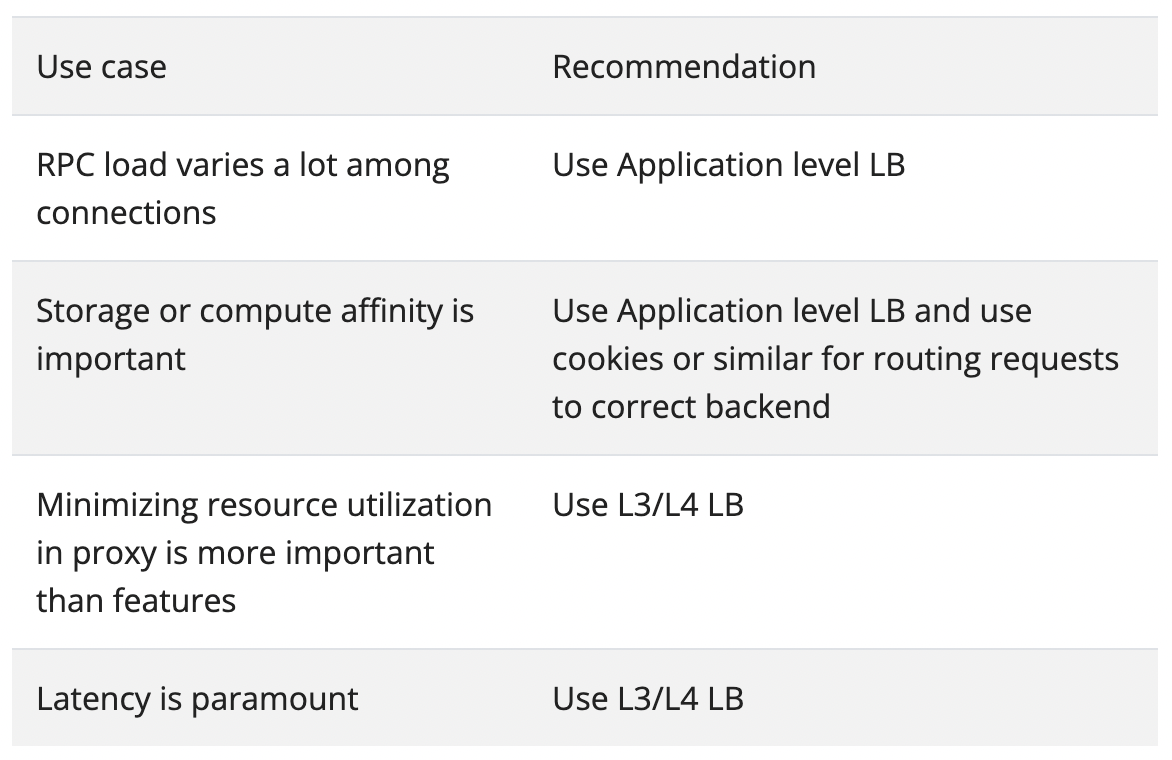 Use case
Recommendation
RPC load varies a lot among
connections
Use Application level LB
Storage or compute affinity is
important
Use Application level LB and use
cookies or similar for routing requests
to correct backend
Minimizing resource utilization
in proxy is more important
than features
Use L3/L4 LB
Latency is paramount
Use L3/L4 LB